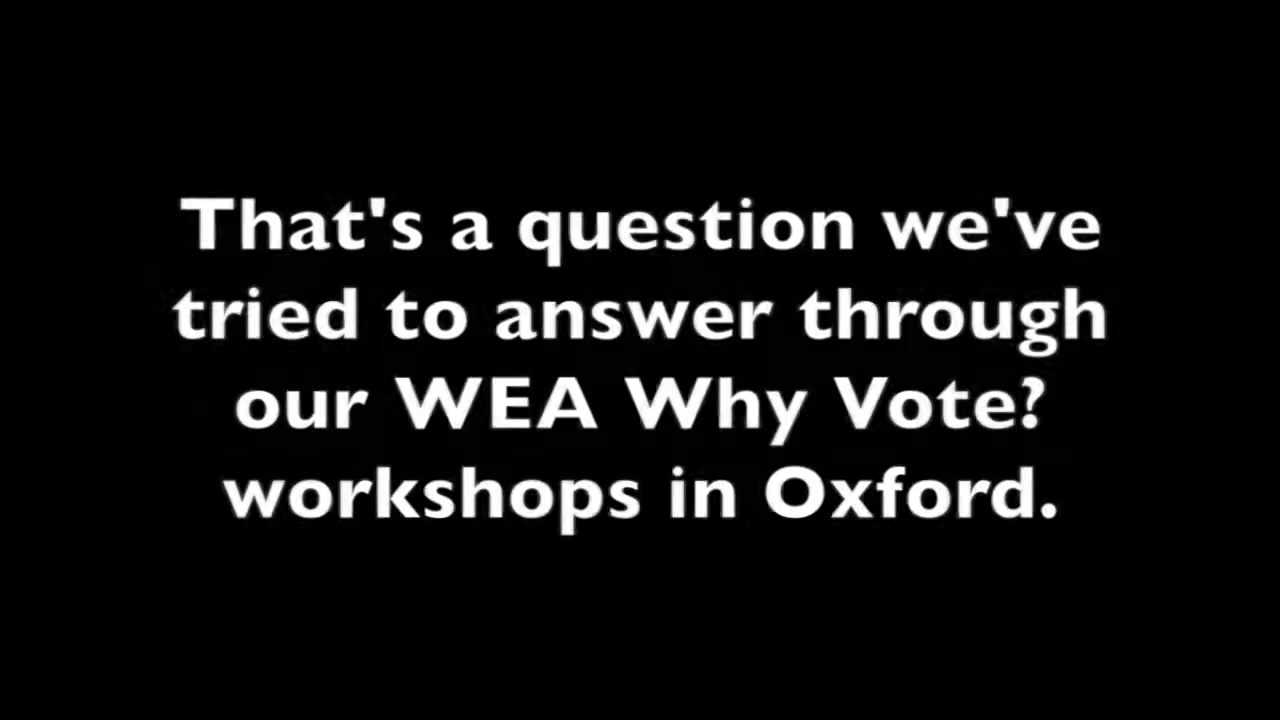 That's a question we've
tried to answer through
our WEA Why Vote?
workshops in Oxford.